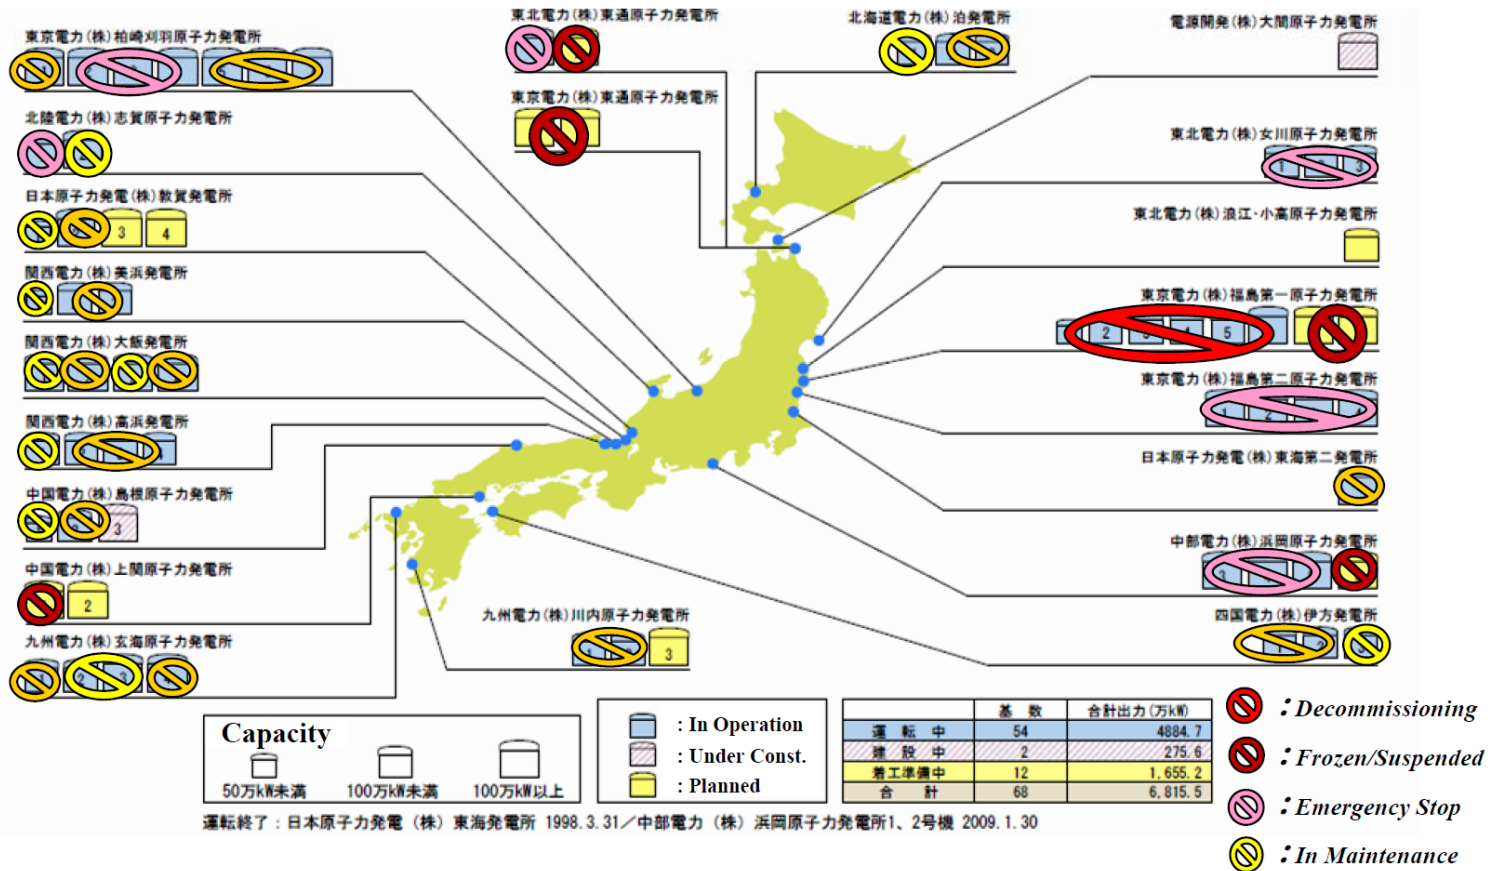 東京電力(株)柏崎刈羽原子力発電所
東北電力(株)東通原子力発電所
北海道電力(株)泊発電所
電源開発(株)大間原子力発電所
北陸電力(株)志賀原子力発電所
東京電力(株)東通原子力発電所
東北電力(株)女川原子力発電所
1 2 3
日本原子力発電(株)敦賀発電所
3 4
東北電力(株)浪江・小高原子力発電所
関西電力(株)美浜発電所
東京電力(株)福島第一原子力発電所
2 3 4 5
関西電力(株)大飯発電所
東京電力(株)福島第二原子力発電所
1 2 4
関西電力(株)高浜発電所
日本原子力発電(株)東海第二発電所
中国電力(株)島根原子力発電所
3
中部電力(株)浜岡原子力発電所
3
中国電力(株)上関原子力発電所
2
九州電力(株)川内原子力発電所
1 2 3
四国電力(株)伊方発電所
1 2 3
九州電力(株)玄海原子力発電所
1 2 3 4
Capacity
50万kW未満 100万kW未満 100万kW以上
: In Operation
: Under Const.
: Planned
基 数 合計出力(万kW)
運 転 中 54 4884.7
建 設 中 2 275.6
着工準備中 12 1,655.2
合 計 68 6,815.5
: Decommissioning
: Frozen/Suspended
: Emergency Stop
: In Maintenance
運転終了：日本原子力発電（株）東海発電所 1998.3.31／中部電力（株）浜岡原子力発電所1、2号機 2009.1.30